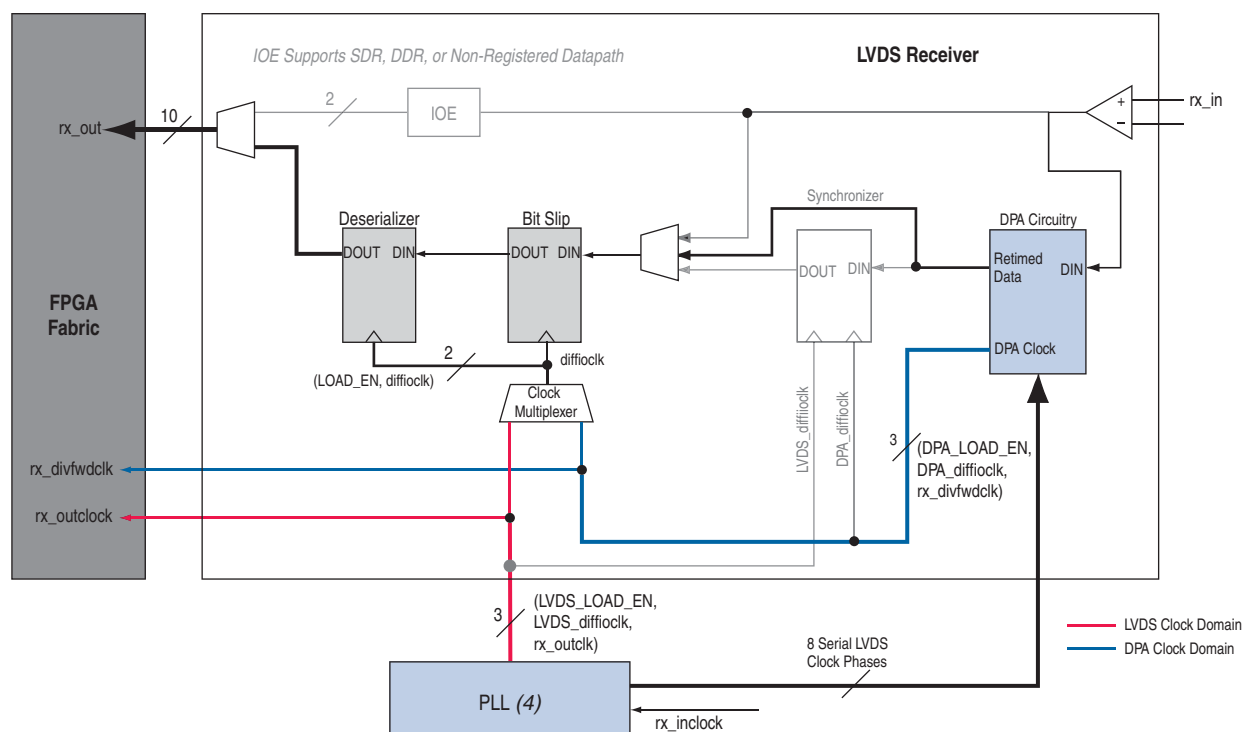 IOE Supports SDR, DDR, or Non-Registered Datapath
LVDS Receiver
2
IOE
+
–
rx_in
10
rx_out
Synchronizer
Deserializer
Bit Slip
DPA Circuitry
DOUT DIN
DOUT DIN
DOUT
DIN
Retimed
Data
DIN
FPGA
Fabric
DPA Clock
2
(LOAD_EN, diffioclk)
diffioclk
Clock
Multiplexer
LVDS_diffiioclk
DPA_diffioclk
3
(DPA_LOAD_EN,
DPA_diffioclk,
rx_divfwdclk)
rx_divfwdclk
rx_outclock
3
(LVDS_LOAD_EN,
LVDS_diffioclk,
rx_outclk)
LVDS Clock Domain
DPA Clock Domain
8 Serial LVDS
Clock Phases
PLL (4)
rx_inclock